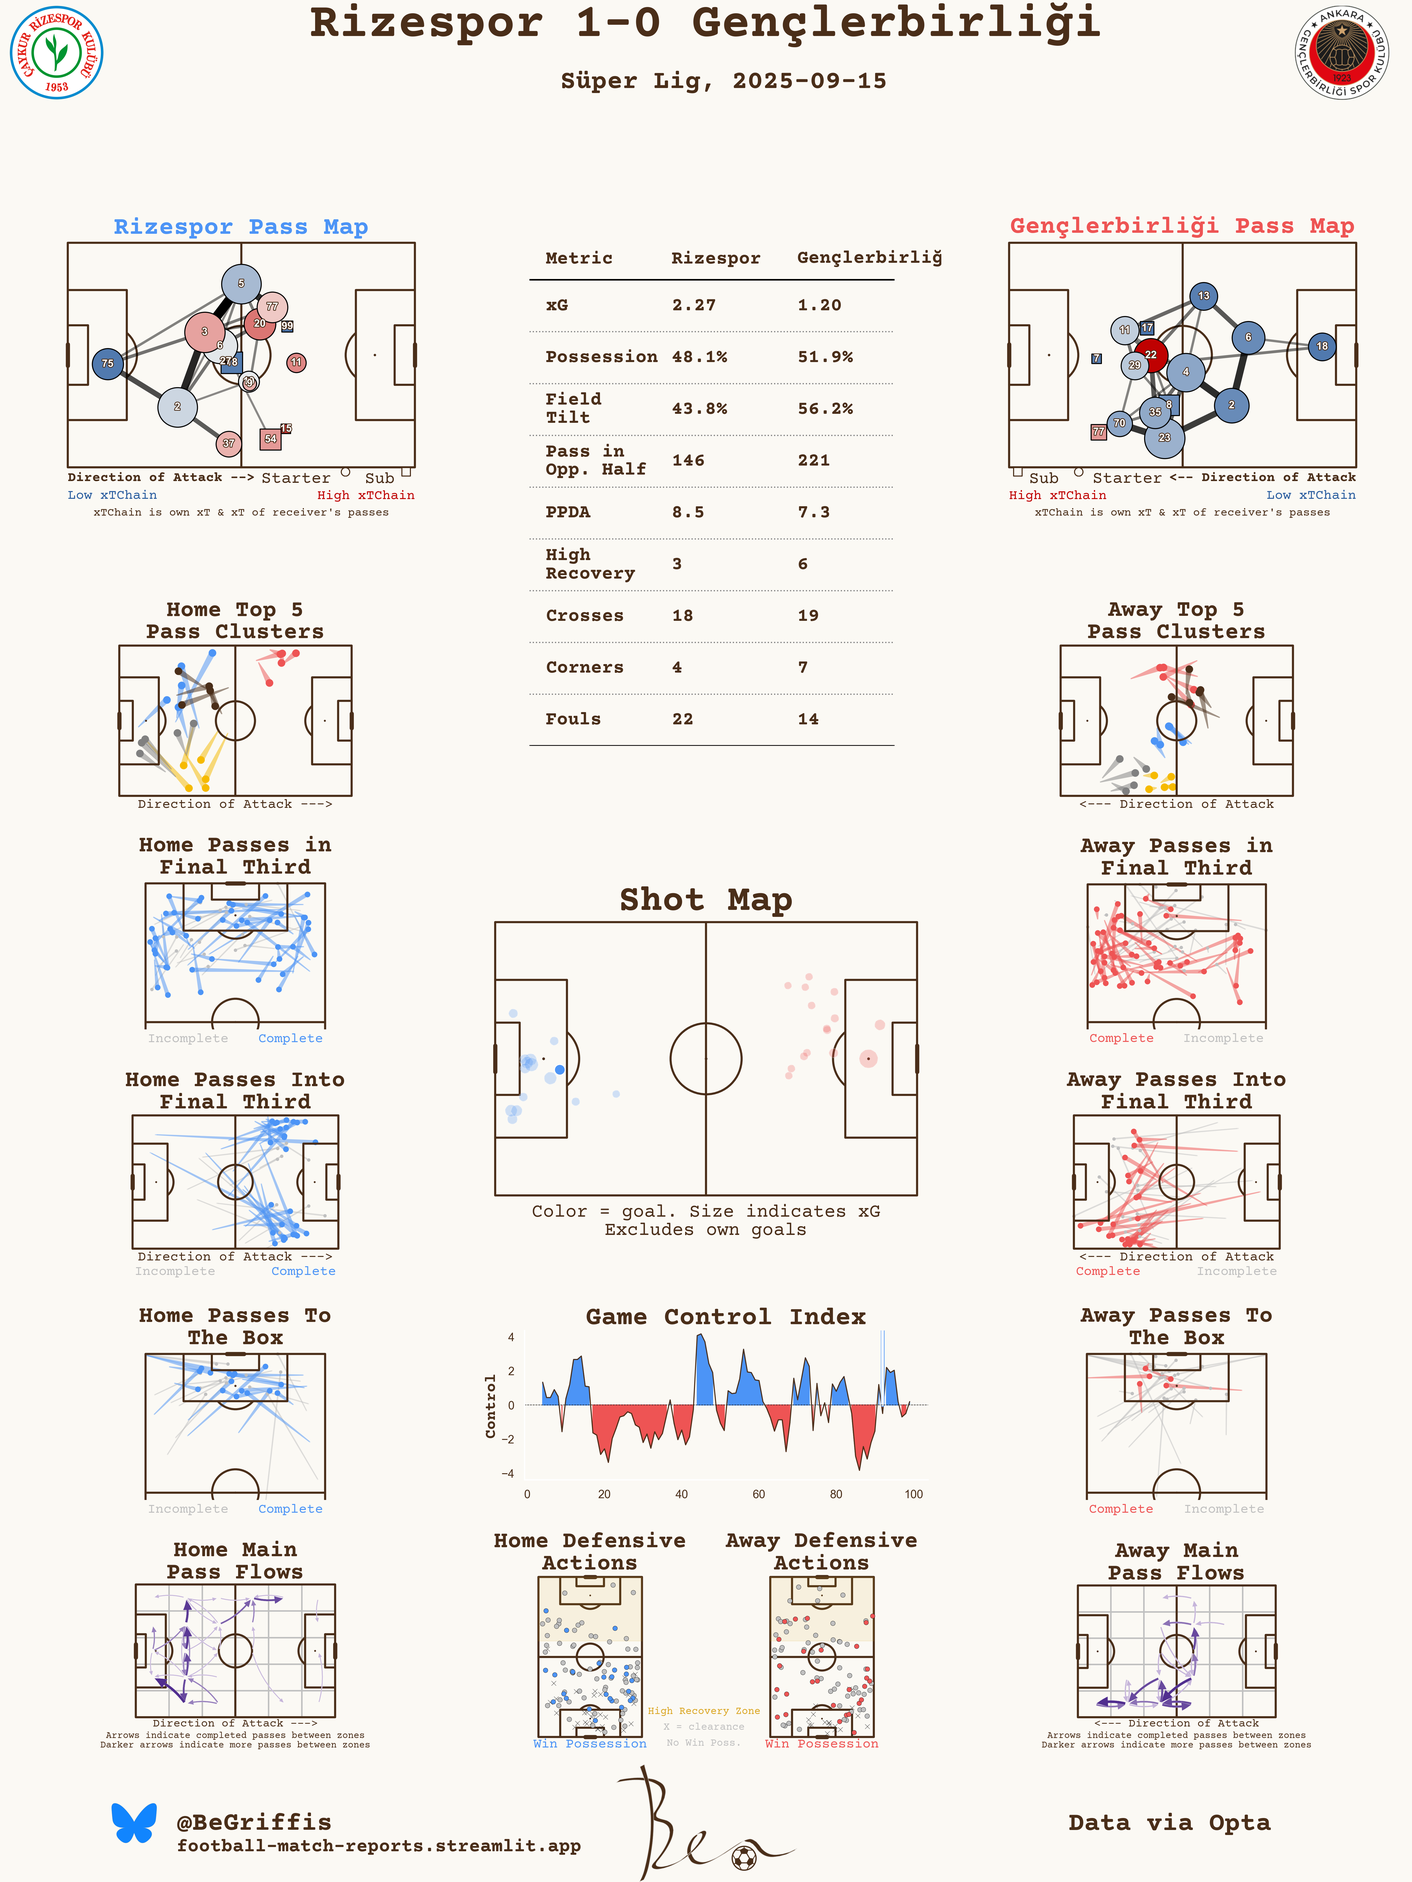 Rizespor 1-0 Gençlerbirliği
Süper Lig, 2025-09-15
ÇAYKUR RİZESPOR KULÜBÜ
1953
ANKARA
GENÇLERBİRLİĞİ SPOR KULÜBÜ
1923
Rizespor Pass Map
5
77
20
99
3
6
75
11
2
37
54
15
Direction of Attack --> Starter Sub
Low xTChain High xTChain
xTChain is own xT & xT of receiver's passes
Metric Rizespor Gençlerbirliğ
xG 2.27 1.20
Possession 48.1% 51.9%
Field
Tilt 43.8% 56.2%
Pass in
Opp. Half 146 221
PPDA 8.5 7.3
High
Recovery 3 6
Crosses 18 19
Corners 4 7
Fouls 22 14
Gençlerbirliği Pass Map
13
11
17
6
18
7
22
29
4
8
35
2
70
77
23
Sub Starter <-- Direction of Attack
High xTChain Low xTChain
xTChain is own xT & xT of receiver's passes
Home Top 5
Pass Clusters
Direction of Attack --->
Away Top 5
Pass Clusters
<--- Direction of Attack
Home Passes in
Final Third
Incomplete Complete
Away Passes in
Final Third
Complete Incomplete
Shot Map
Color = goal. Size indicates xG
Excludes own goals
Home Passes Into
Final Third
Direction of Attack --->
Incomplete Complete
Away Passes Into
Final Third
<--- Direction of Attack
Complete Incomplete
Home Passes To
The Box
Incomplete Complete
Game Control Index
Control
4
2
0
−2
−4
0 20 40 60 80 100
Away Passes To
The Box
Complete Incomplete
Home Main
Pass Flows
Direction of Attack --->
Arrows indicate completed passes between zones
Darker arrows indicate more passes between zones
Home Defensive
Actions
Win Possession
Away Defensive
Actions
Win Possession
High Recovery Zone
X = clearance
No Win Poss.
Away Main
Pass Flows
<--- Direction of Attack
Arrows indicate completed passes between zones
Darker arrows indicate more passes between zones
@BeGriffis
football-match-reports.streamlit.app
Ben
Data via Opta